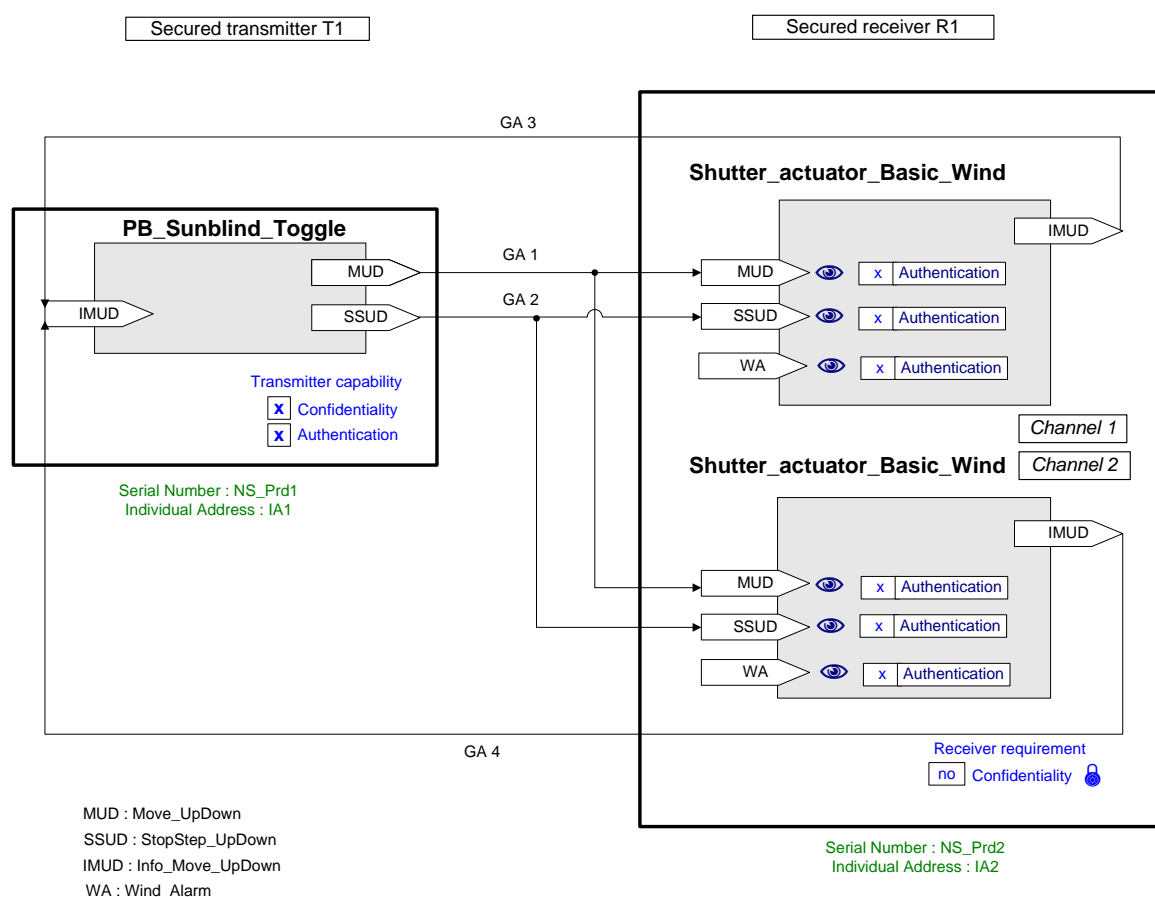 Secured transmitter T1
Secured receiver R1
GA 3
Shutter_actuator_Basic_Wind
IMUD
PB_Sunblind_Toggle
MUD
GA 1
MUD
x Authentication
IMUD
SSUD
GA 2
SSUD
x Authentication
WA
x Authentication
Transmitter capability
x Confidentiality
x Authentication
Channel 1
Shutter_actuator_Basic_Wind
Channel 2
Serial Number : NS_Prd1
Individual Address : IA1
IMUD
MUD
x Authentication
SSUD
x Authentication
WA
x Authentication
GA 4
Receiver requirement
no Confidentiality
MUD : Move_UpDown
SSUD : StopStep_UpDown
IMUD : Info_Move_UpDown
WA : Wind_Alarm
Serial Number : NS_Prd2
Individual Address : IA2